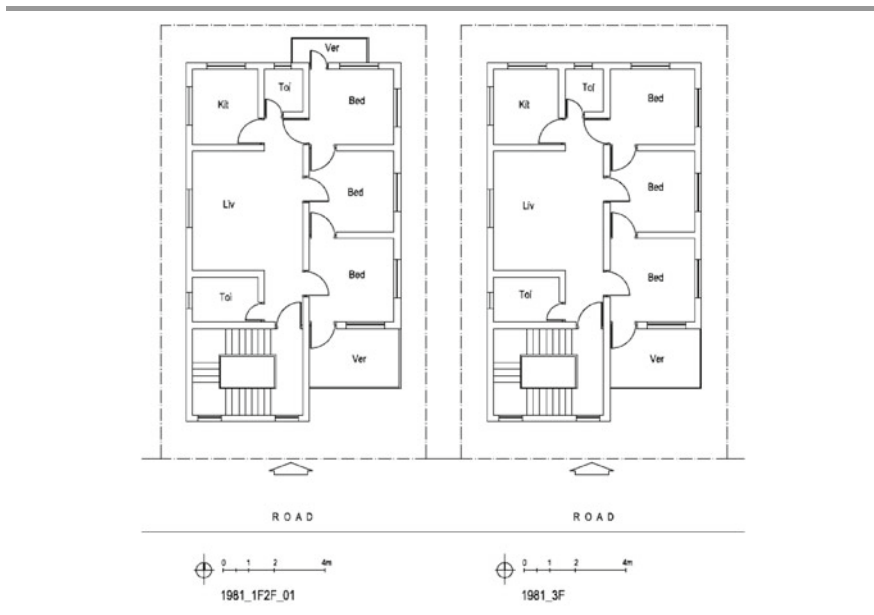 Ver
Kit
Toi
Bed
Liv
Bed
Bed
Toi
Ver
ROAD
0 1 2 4m
1981_1F2F_01
Kit
Toi
Bed
Liv
Bed
Bed
Toi
Ver
ROAD
0 1 2 4m
1981_3F